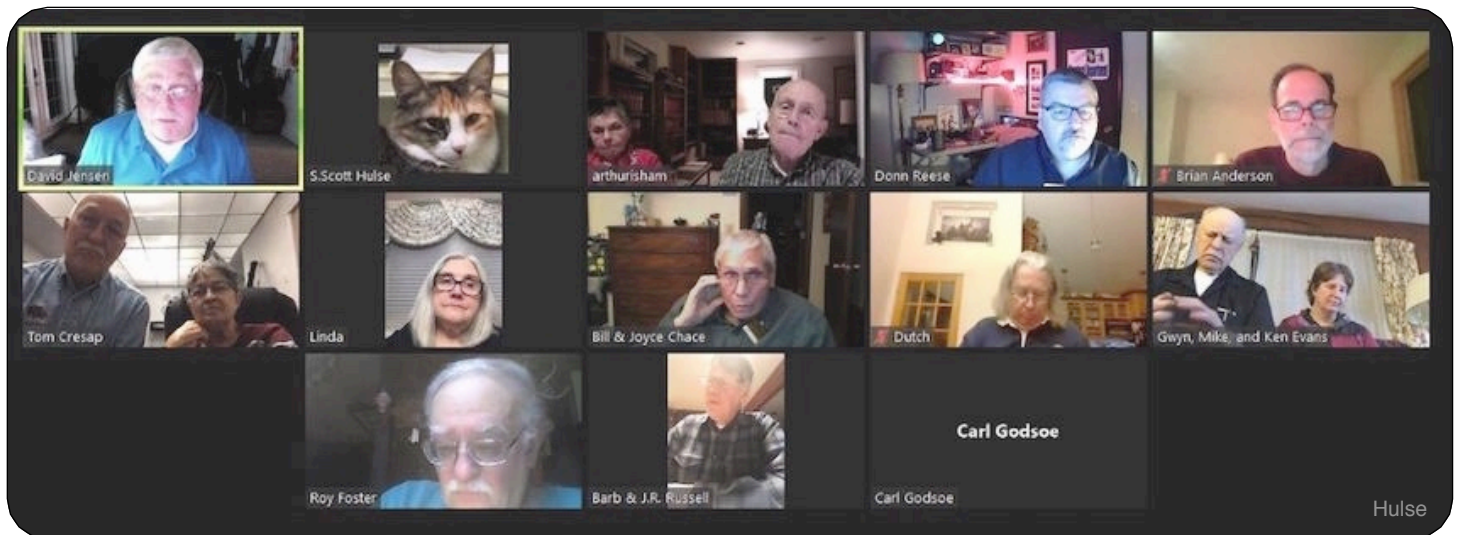 David Jensen
S.Scott Hulse
arthurisham
Donn Reese
Brian Anderson
Tom Cresap
Linda
Bill & Joyce Chace
Dutch
Gwyn, Mike, and Ken Evans
Roy Foster
Barb & J.R. Russell
Carl Godsoe
Carl Godsoe
Hulse